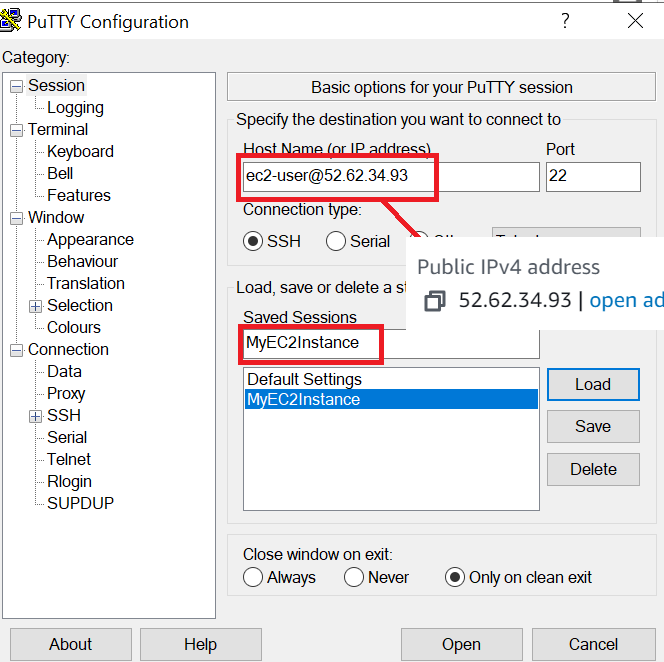 PuTTY Configuration
?
Category:
Session
Logging
Terminal
Keyboard
Bell
Features
Window
Appearance
Behaviour
Translation
Selection
Colours
Connection
Data
Proxy
SSH
Serial
Telnet
Rlogin
SUPDUP
Basic options for your PuTTY session
Specify the destination you want to connect to
Host Name (or IP address) Port
ec2-user@52.62.34.93 22
Connection type:
SSH Serial
Public IPv4 address
52.62.34.93 | open ad
Load, save or delete a
Saved Sessions
MyEC2Instance
Default Settings
MyEC2Instance
Load
Save
Delete
Close window on exit:
Always Never Only on clean exit
About Help Open Cancel